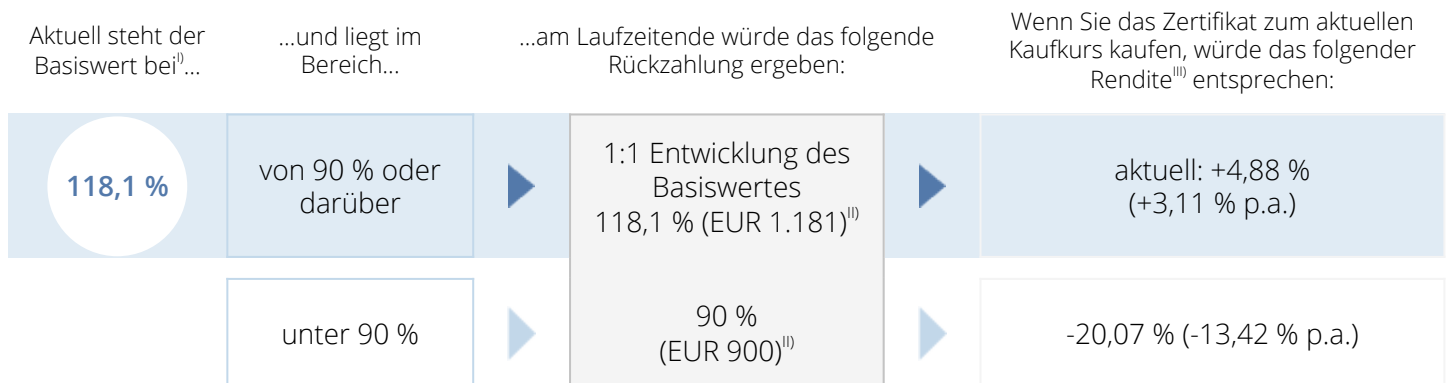 Aktuell steht der
Basiswert bei^I)...
...und liegt im
Bereich...
...am Laufzeitende würde das folgende
Rückzahlung ergeben:
Wenn Sie das Zertifikat zum aktuellen
Kaufkurs kaufen, würde das folgender
Rendite^III) entsprechen:
118,1 %
von 90 % oder
darüber
1:1 Entwicklung des
Basiswertes
118,1 % (EUR 1.181)^II)
aktuell: +4,88 %
(+3,11 % p.a.)
unter 90 %
90 %
(EUR 900)^II)
-20,07 % (-13,42 % p.a.)